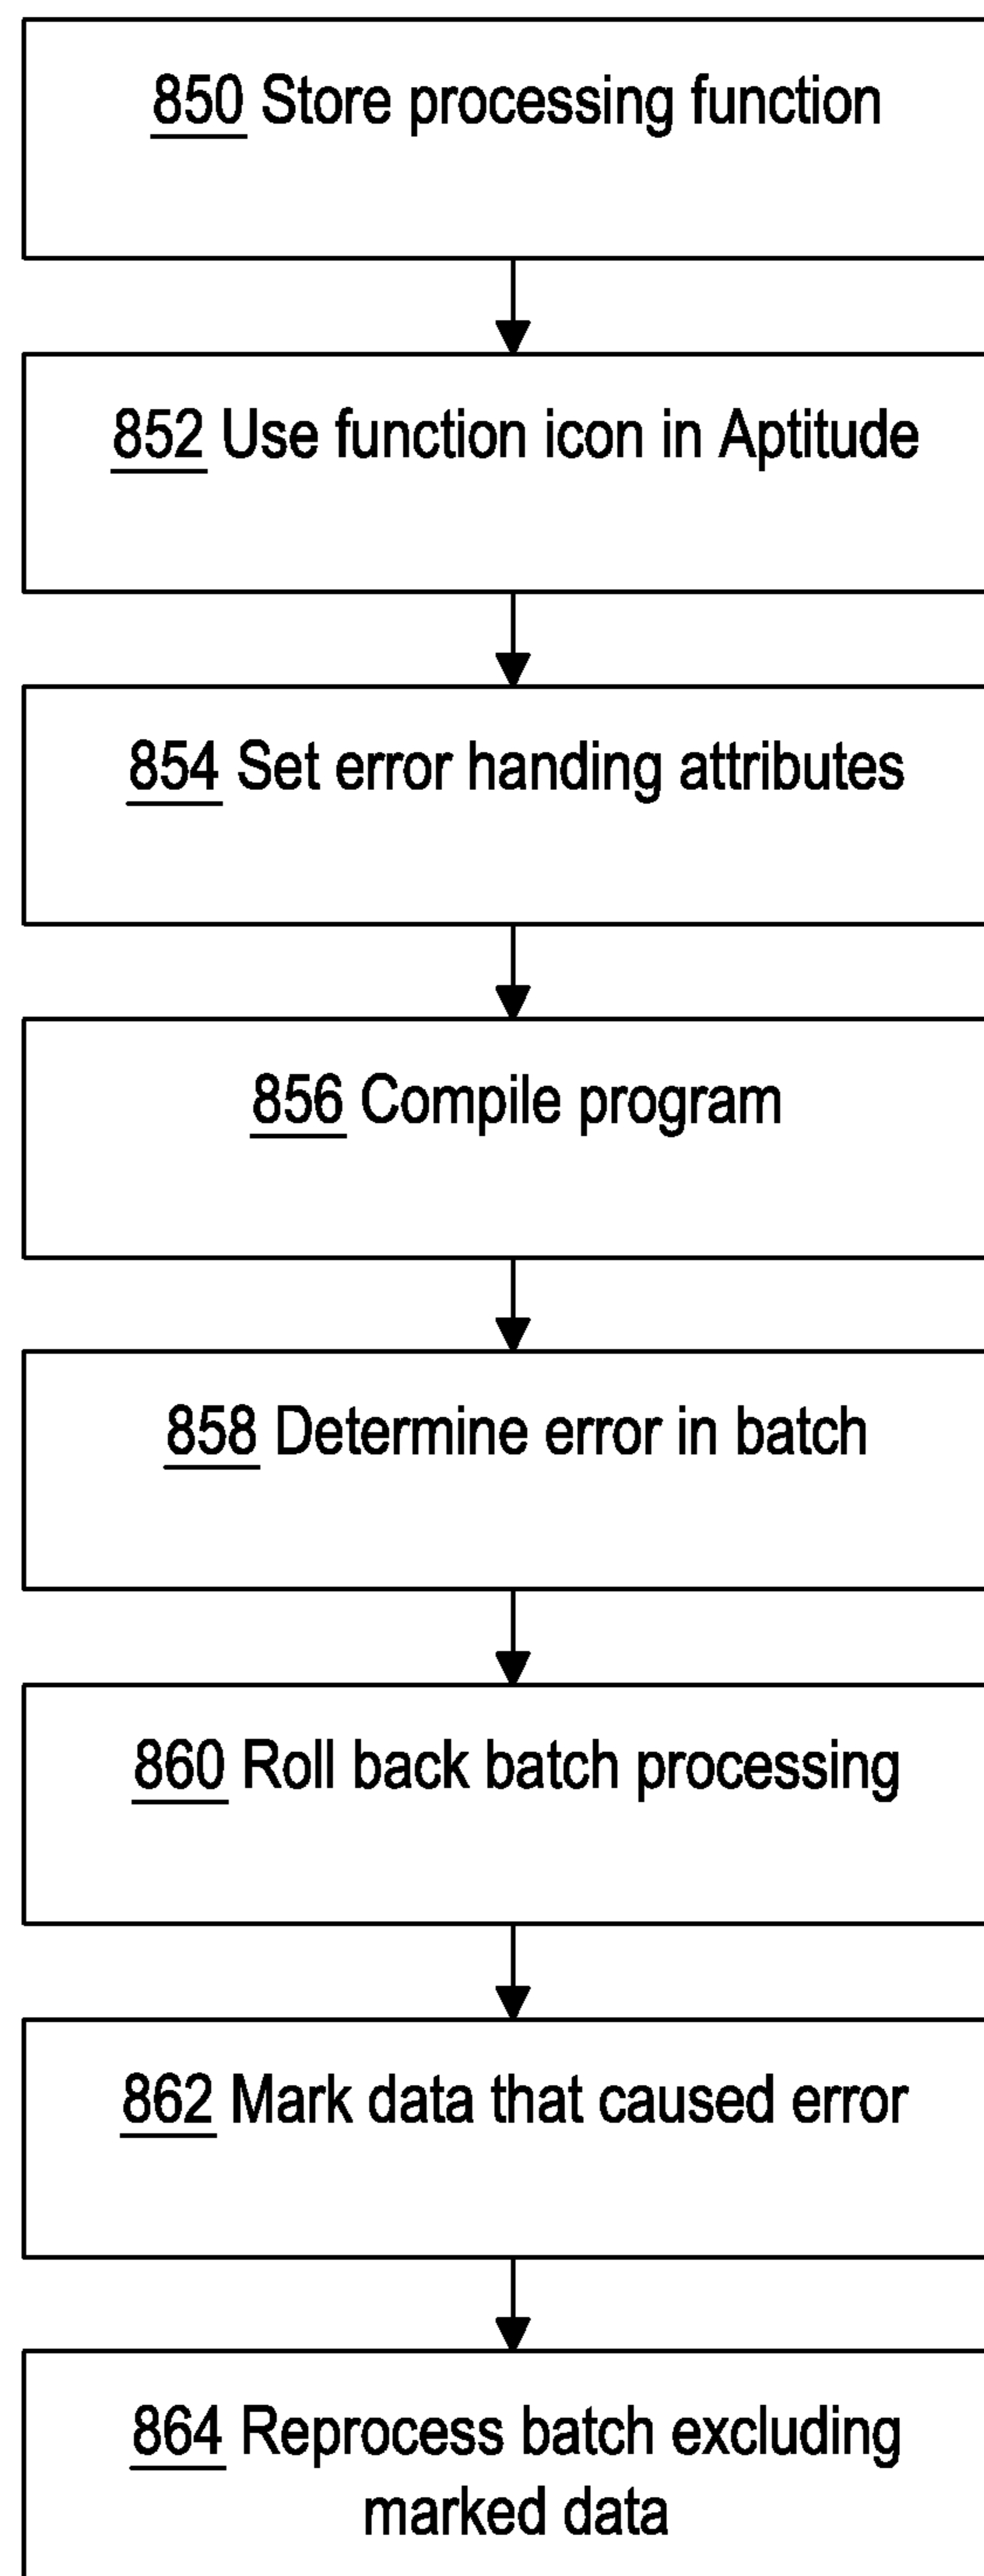 850 Store processing function
852 Use function icon in Aptitude
854 Set error handing attributes
856 Compile program
858 Determine error in batch
860 Roll back batch processing
862 Mark data that caused error
864 Reprocess batch excluding
marked data